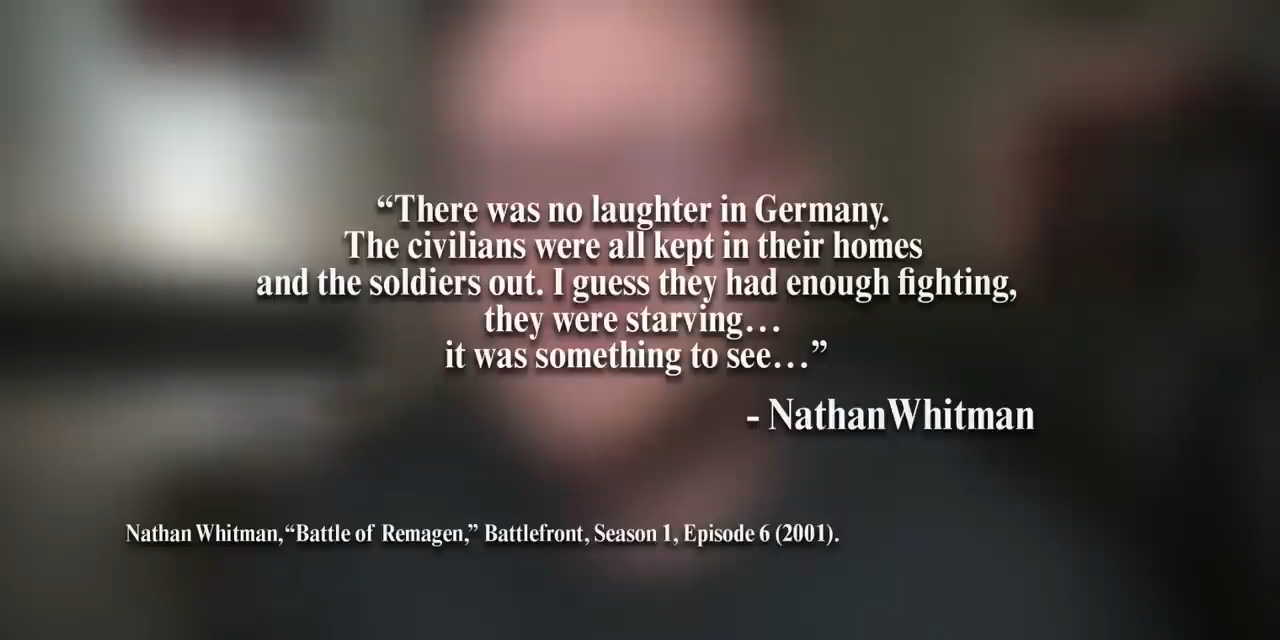 “There was no laughter in Germany.
The civilians were all kept in their homes
and the soldiers out. I guess they had enough fighting,
they were starving…
it was something to see…”
- Nathan Whitman
Nathan Whitman, “Battle of Remagen,” Battlefront, Season 1, Episode 6 (2001).